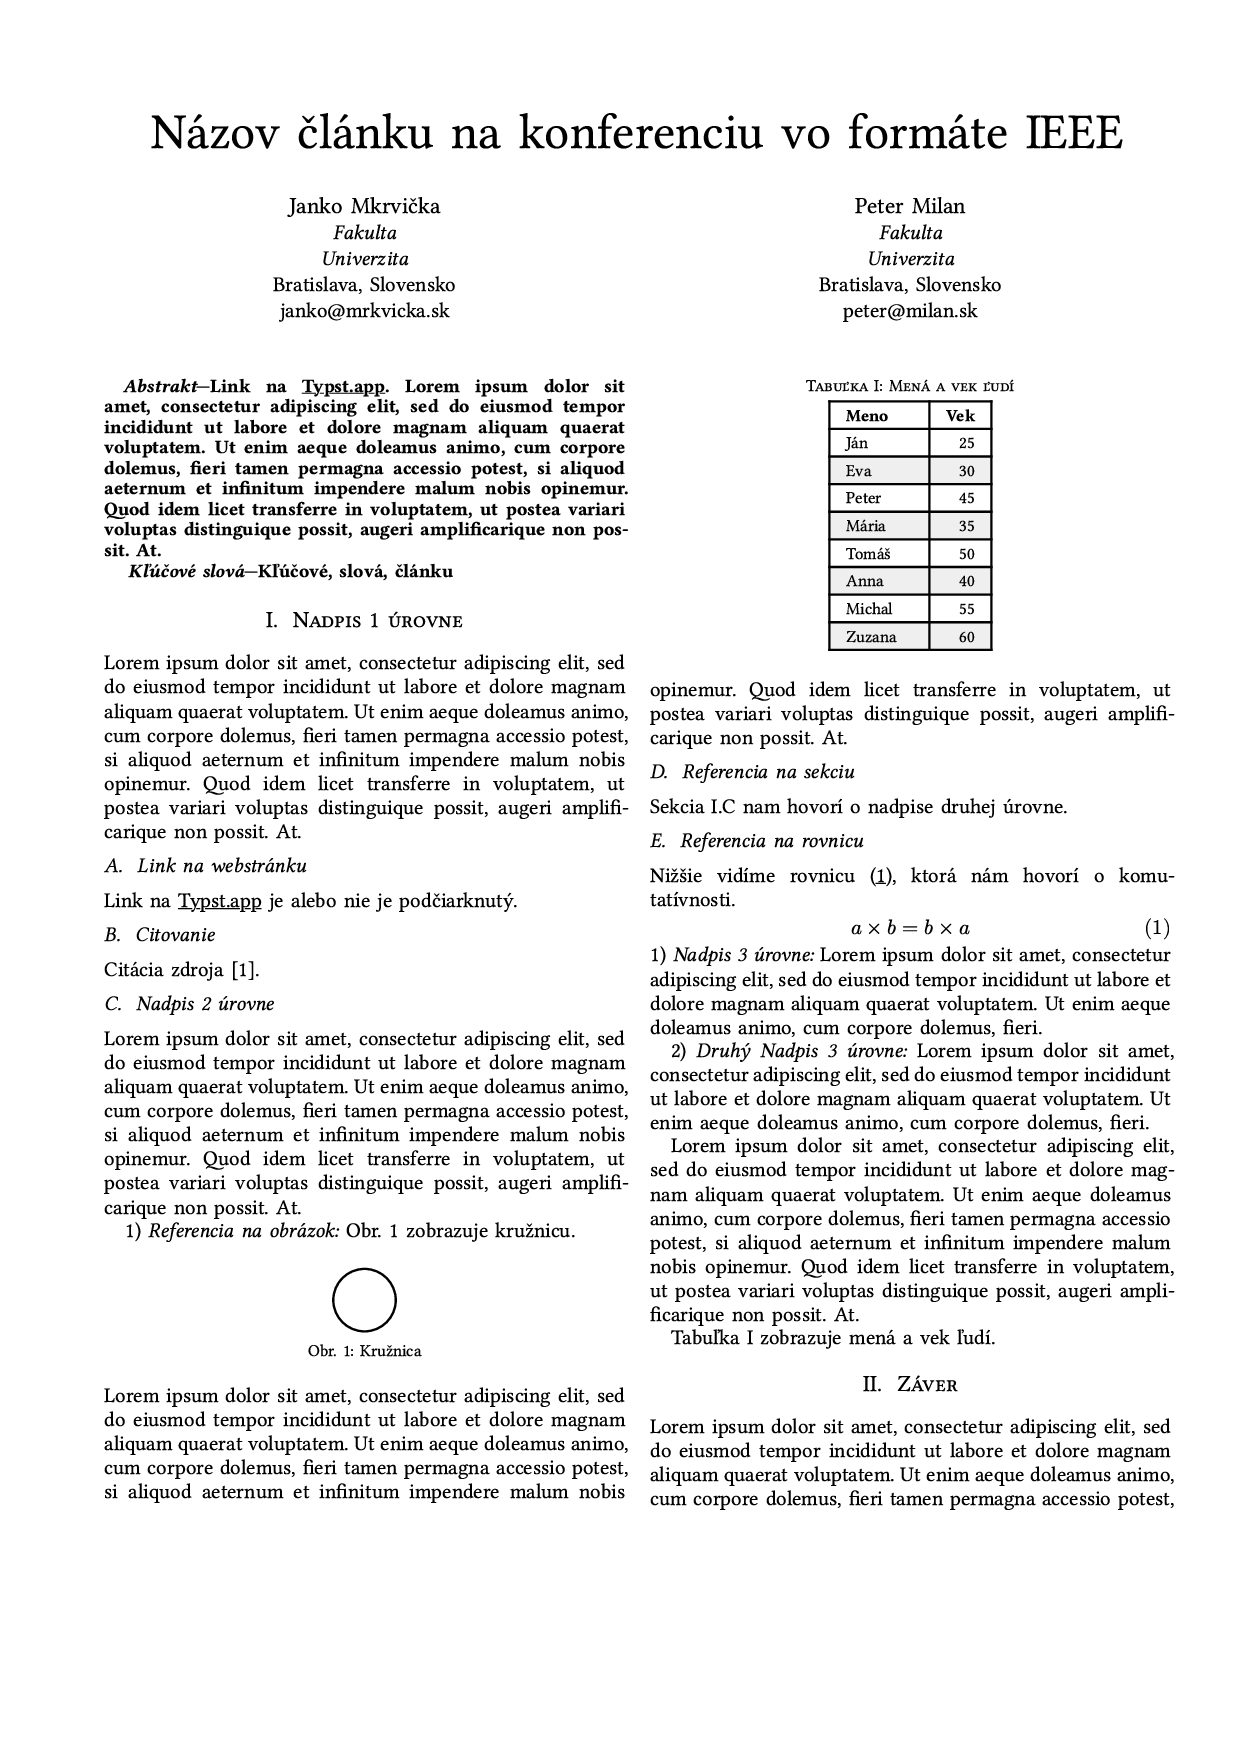 Názov článku na konferenciu vo formáte IEEE
Janko Mkrvička
Fakulta
Univerzita
Bratislava, Slovensko
janko@mrkvicka.sk
Peter Milan
Fakulta
Univerzita
Bratislava, Slovensko
peter@milan.sk
Abstrakt—Link na Typst.app. Lorem ipsum dolor sit
amet, consectetur adipiscing elit, sed do eiusmod tempor
incididunt ut labore et dolore magnam aliquam quaerat
voluptatem. Ut enim aeque doleamus animo, cum corpore
dolemus, fieri tamen permagna accessio potest, si aliquod
aeternum et infinitum impendere malum nobis opinemur.
Quod idem licet transferre in voluptatem, ut postea variari
voluptas distinguique possit, augeri amplificarique non pos-
sit. At.
Kľúčové slová—Kľúčové, slová, článku
I. Nadpis 1 úrovne
Lorem ipsum dolor sit amet, consectetur adipiscing elit, sed
do eiusmod tempor incididunt ut labore et dolore magnam
aliquam quaerat voluptatem. Ut enim aeque doleamus animo,
cum corpore dolemus, fieri tamen permagna accessio potest,
si aliquod aeternum et infinitum impendere malum nobis
opinemur. Quod idem licet transferre in voluptatem, ut
postea variari voluptas distinguique possit, augeri amplifi-
carique non possit. At.
A. Link na webstránku
Link na Typst.app je alebo nie je podčiarknutý.
B. Citovanie
Citácia zdroja [1].
C. Nadpis 2 úrovne
Lorem ipsum dolor sit amet, consectetur adipiscing elit, sed
do eiusmod tempor incididunt ut labore et dolore magnam
aliquam quaerat voluptatem. Ut enim aeque doleamus animo,
cum corpore dolemus, fieri tamen permagna accessio potest,
si aliquod aeternum et infinitum impendere malum nobis
opinemur. Quod idem licet transferre in voluptatem, ut
postea variari voluptas distinguique possit, augeri amplifi-
carique non possit. At.
1) Referencia na obrázok: Obr. 1 zobrazuje kružnicu.
Obr. 1: Kružnica
Lorem ipsum dolor sit amet, consectetur adipiscing elit, sed
do eiusmod tempor incididunt ut labore et dolore magnam
aliquam quaerat voluptatem. Ut enim aeque doleamus animo,
cum corpore dolemus, fieri tamen permagna accessio potest,
si aliquod aeternum et infinitum impendere malum nobis
Tabuľka I: Mená a vek ľudí
Meno Vek
Ján 25
Eva 30
Peter 45
Mária 35
Tomáš 50
Anna 40
Michal 55
Zuzana 60
opinemur. Quod idem licet transferre in voluptatem, ut
postea variari voluptas distinguique possit, augeri amplifi-
carique non possit. At.
D. Referencia na sekciu
Sekcia I.C nam hovorí o nadpise druhej úrovne.
E. Referencia na rovnicu
Nižšie vidíme rovnicu (1), ktorá nám hovorí o komu-
tatívnosti.
a × b = b × a (1)
1) Nadpis 3 úrovne: Lorem ipsum dolor sit amet, consectetur
adipiscing elit, sed do eiusmod tempor incididunt ut labore et
dolore magnam aliquam quaerat voluptatem. Ut enim aeque
doleamus animo, cum corpore dolemus, fieri.
2) Druhý Nadpis 3 úrovne: Lorem ipsum dolor sit amet,
consectetur adipiscing elit, sed do eiusmod tempor incididunt
ut labore et dolore magnam aliquam quaerat voluptatem. Ut
enim aeque doleamus animo, cum corpore dolemus, fieri.
Lorem ipsum dolor sit amet, consectetur adipiscing elit,
sed do eiusmod tempor incididunt ut labore et dolore mag-
nam aliquam quaerat voluptatem. Ut enim aeque doleamus
animo, cum corpore dolemus, fieri tamen permagna accessio
potest, si aliquod aeternum et infinitum impendere malum
nobis opinemur. Quod idem licet transferre in voluptatem,
ut postea variari voluptas distinguique possit, augeri ampli-
ficarique non possit. At.
Tabuľka I zobrazuje mená a vek ľudí.
II. Záver
Lorem ipsum dolor sit amet, consectetur adipiscing elit, sed
do eiusmod tempor incididunt ut labore et dolore magnam
aliquam quaerat voluptatem. Ut enim aeque doleamus animo,
cum corpore dolemus, fieri tamen permagna accessio potest,